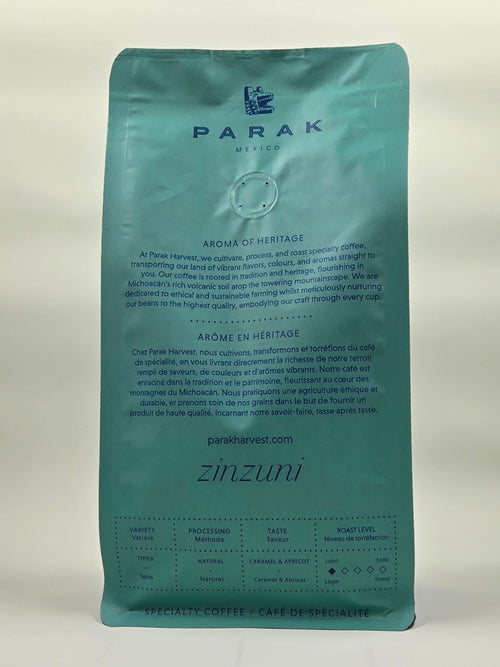 PARAK
MEXICO
AROMA OF HERITAGE
At Parak Harvest, we cultivate, process, and roast specialty coffee,
transporting our land of vibrant flavors, colours, and aromas straight to
you. Our coffee is rooted in tradition and heritage, flourishing in
Michoacán's rich volcanic soil atop the towering mountainscape. We are
dedicated to ethical and sustainable farming whilst meticulously nurturing
our beans to the highest quality, embodying our craft through every cup.
ARÔME EN HÉRITAGE
Chez Parak Harvest, nous cultivons, transformons et torréfions du café
de spécialité, en vous livrant directement la richesse de notre terroir
rempli de saveurs, de couleurs et d'arômes vibrants. Notre café est
enraciné dans la tradition et le patrimoine, fleurissant au cœur des
montagnes du Michoacán. Nous pratiquons une agriculture éthique et
durable, et prenons soin de nos grains dans le but de fournir un
produit de haute qualité, incarnant notre savoir-faire, tasse après tasse.
parakharvest.com
zinzuni
VARIETY PROCESSING TASTE ROAST LEVEL
Varieté Méthode Saveur Niveau de torréfaction
TYPICA NATURAL CARAMEL & APRICOT LIGHT DARK
- - -
Typica Naturel Caramel & Abricot Léger Foncé
SPECIALTY COFFEE / CAFÉ DE SPÉCIALITÉ